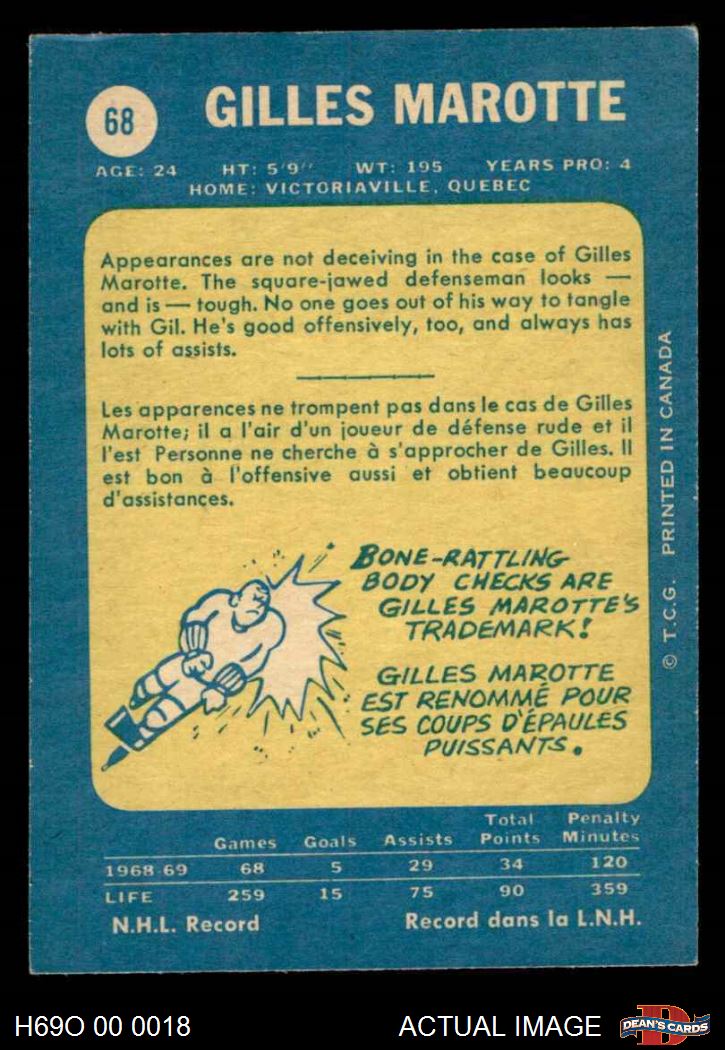 68
GILLES MAROTTE
AGE: 24 HT: 5'9" WT: 195 YEARS PRO: 4
HOME: VICTORIAVILLE, QUEBEC
Appearances are not deceiving in the case of Gilles
Marotte. The square-jawed defenseman looks —
and is — tough. No one goes out of his way to tangle
with Gil. He's good offensively, too, and always has
lots of assists.
Les apparences ne trompent pas dans le cas de Gilles
Marotte; il a l'air d'un joueur de défense rude et il
l'est Personne ne cherche à s'approcher de Gilles. Il
est bon à l'offensive aussi et obtient beaucoup
d'assistances.
BONE-RATTLING
BODY CHECKS ARE
GILLES MAROTTE'S
TRADEMARK!
GILLES MAROTTE
EST RENOMMÉ POUR
SES COUPS D'ÉPAULES
PUISSANTS.
© T.C.G. PRINTED IN CANADA
Total Penalty
Games Goals Assists Points Minutes
1968-69 68 5 29 34 120
LIFE 259 15 75 90 359
N.H.L. Record Record dans la L.N.H.
H69O 00 0018 ACTUAL IMAGE
D
DEAN'S CARDS